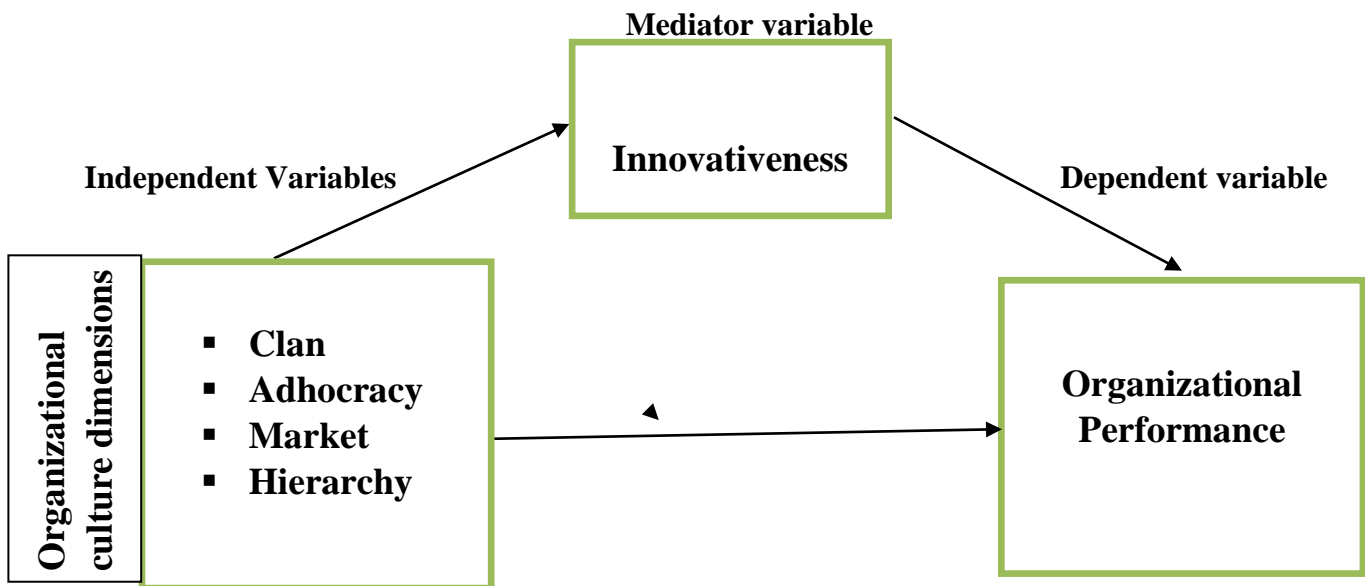 Mediator variable
Innovativeness
Independent Variables
Dependent variable
Organizational
culture dimensions
▪ Clan
▪ Adhocracy
▪ Market
▪ Hierarchy
Organizational
Performance